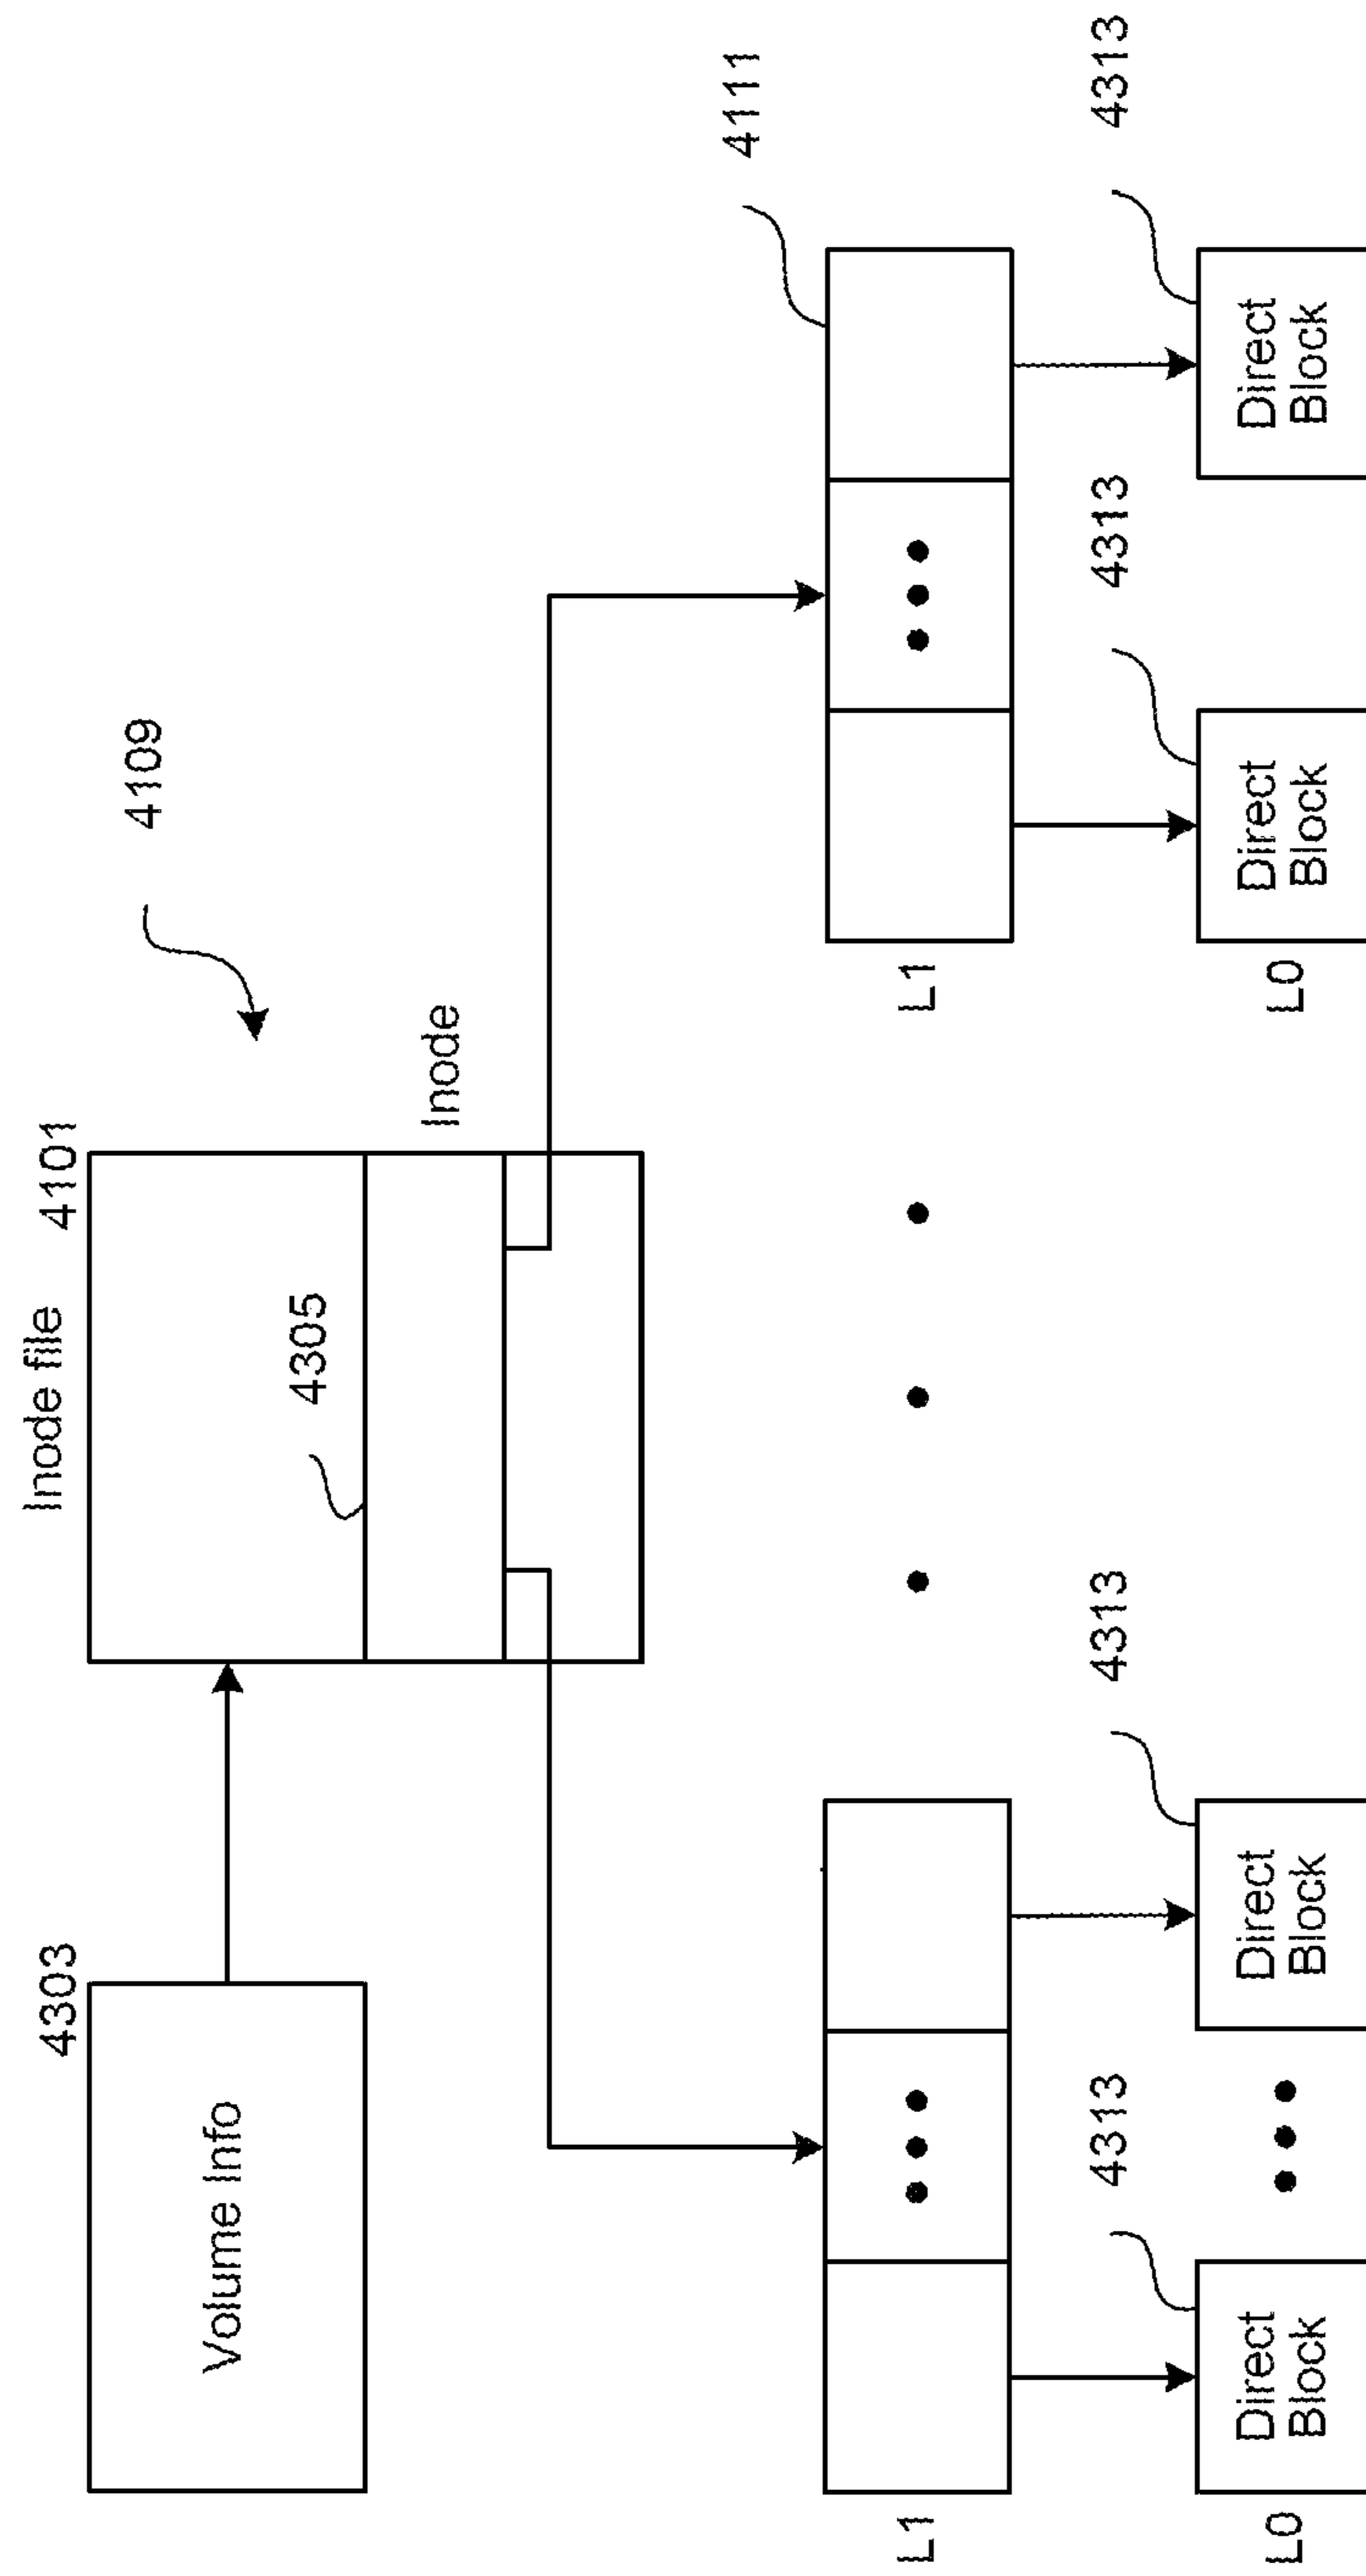 Inode file
4101
4109
4303
Volume Info
4305
Inode
4111
L1
L1
4313
4313
4313
4313
L0
Direct
Block
Direct
Block
L0
Direct
Block
Direct
Block